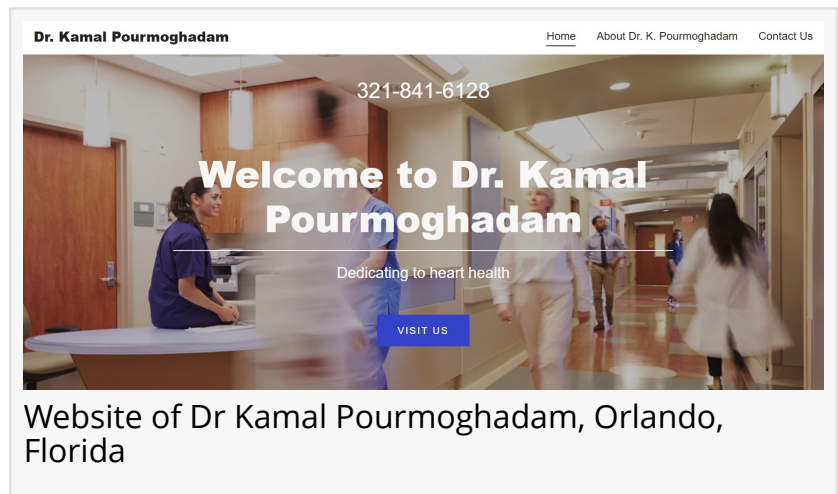 Dr. Kamal Pourmoghadam
Home About Dr. K. Pourmoghadam Contact Us
321-841-6128
Welcome to Dr. Kamal
Pourmoghadam
Dedicating to heart health
VISIT US
Website of Dr Kamal Pourmoghadam, Orlando,
Florida